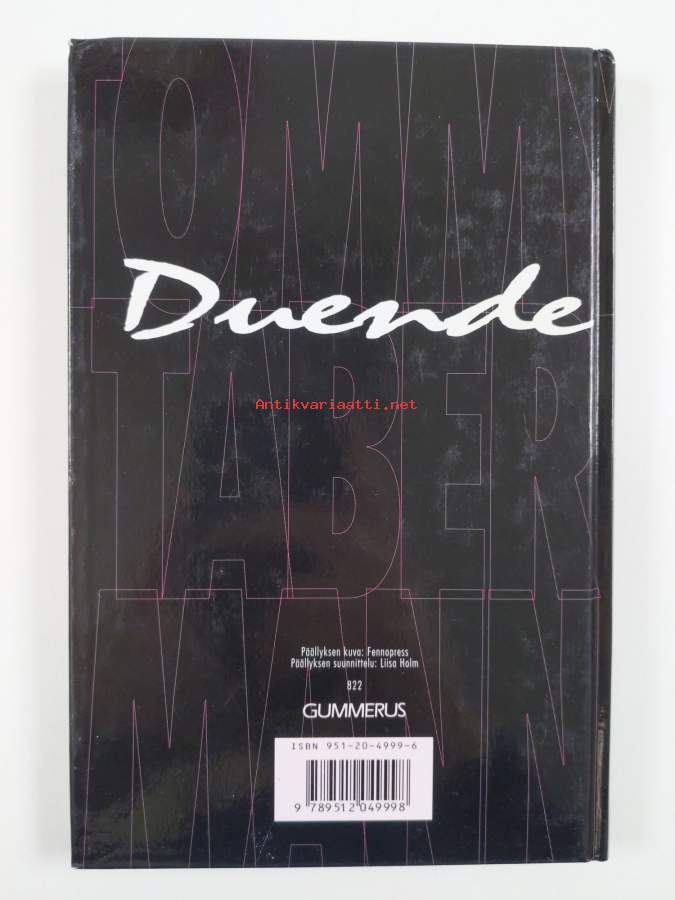 TOMMY
Duende
TABER
Antikvariaatti.net
MANN
Päällyksen kuva: Fennopress
Päällyksen suunnittelu: Liisa Holm
822
GUMMERUS
ISBN 951-20-4999-6
9 789512 049998